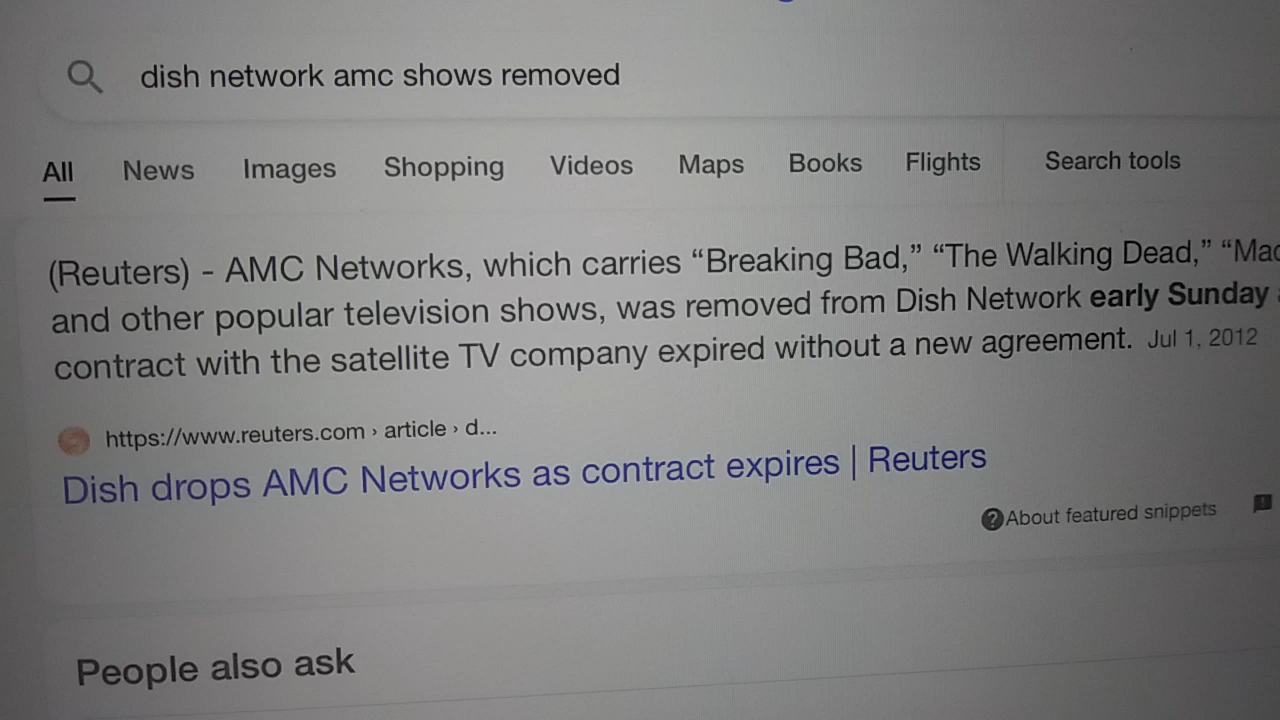 dish network amc shows removed
All News Images Shopping Videos Maps Books Flights Search tools
(Reuters) - AMC Networks, which carries “Breaking Bad,” “The Walking Dead,” “Mad
and other popular television shows, was removed from Dish Network early Sunday
contract with the satellite TV company expired without a new agreement. Jul 1, 2012
https://www.reuters.com › article › d...
Dish drops AMC Networks as contract expires | Reuters
About featured snippets
People also ask